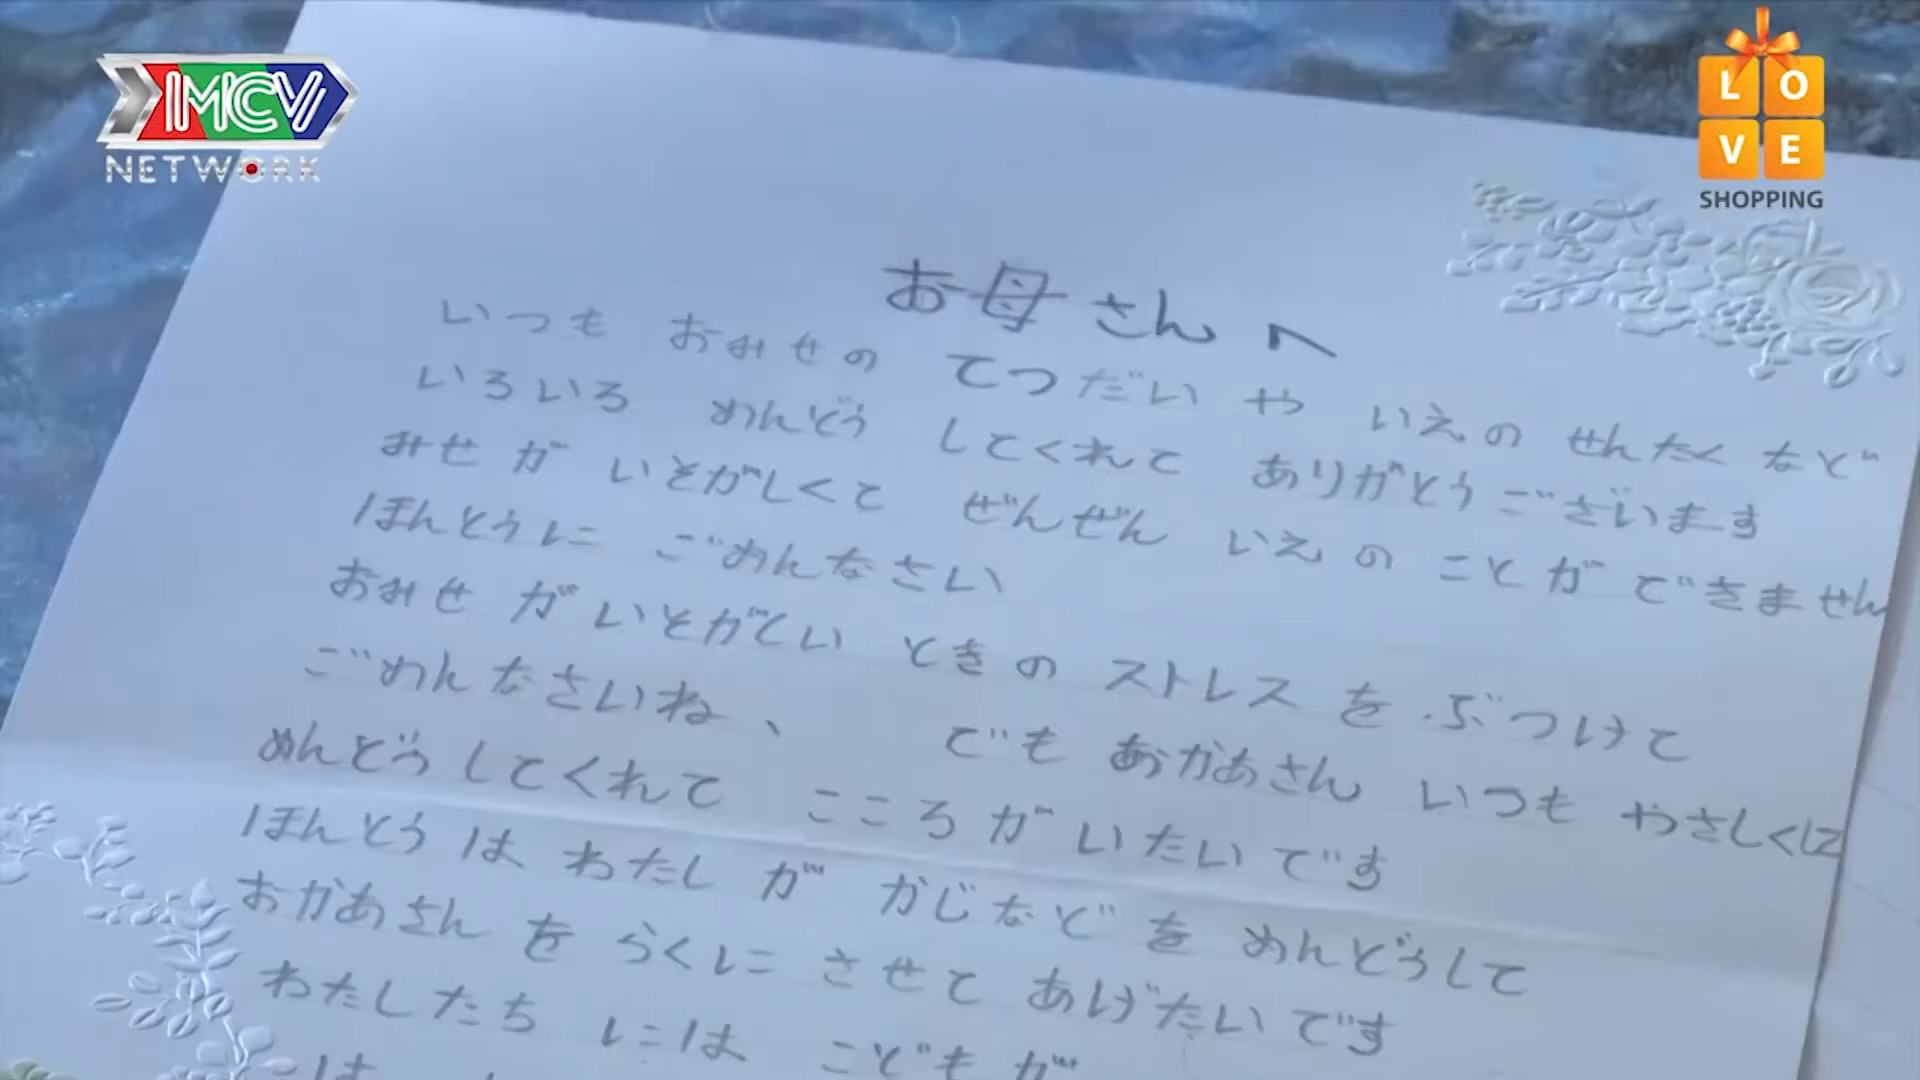 MCV
NETWORK
LOVE
SHOPPING
お母さんへ
いつも おみせの てつだい や いえの せんたく など
いろいろ めんどう してくれて ありがとうございます
みせ が いそがしくて ぜんぜん いえ の ことが できません
ほんとうに ごめんなさい
おみせ が いそがしい ときの ストレス を ぶつけて
ごめんなさいね、 でも おかあさん いつも やさしくに
めんどうしてくれて こころ が いたいです
ほんとうは わたし が かじなど を めんどうして
おかあさん を らくに させて あげたいです
わたしたち には こどもが